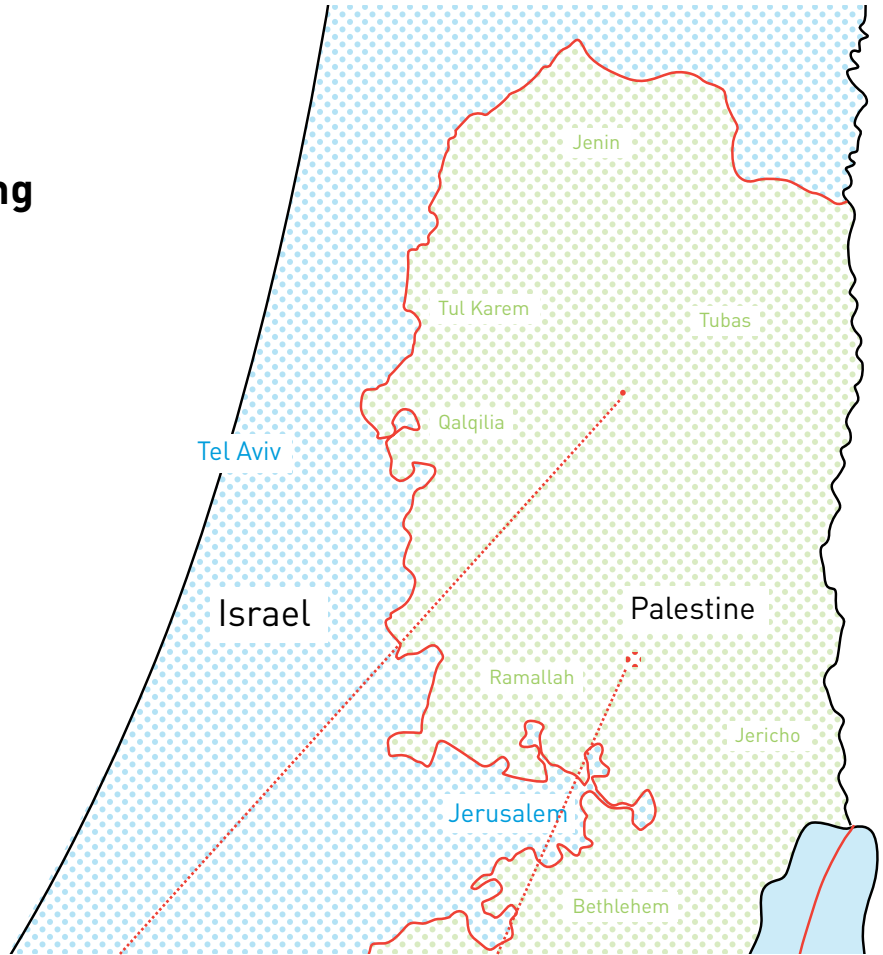 Jenin
ng
Tul Karem
Tubas
Qalqilia
Tel Aviv
Israel
Palestine
Ramallah
Jericho
Jerusalem
Bethlehem